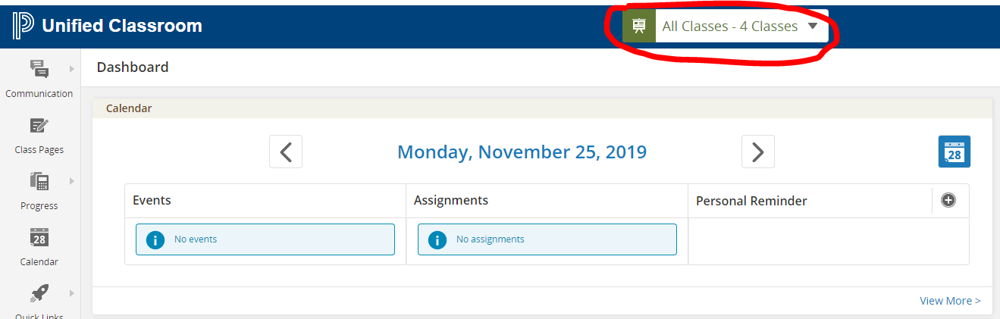 Unified Classroom
All Classes - 4 Classes
Communication
Class Pages
Progress
28
Calendar
Quick Links
Dashboard
Calendar
Monday, November 25, 2019
28
Events
Assignments
Personal Reminder
No events
No assignments
View More >